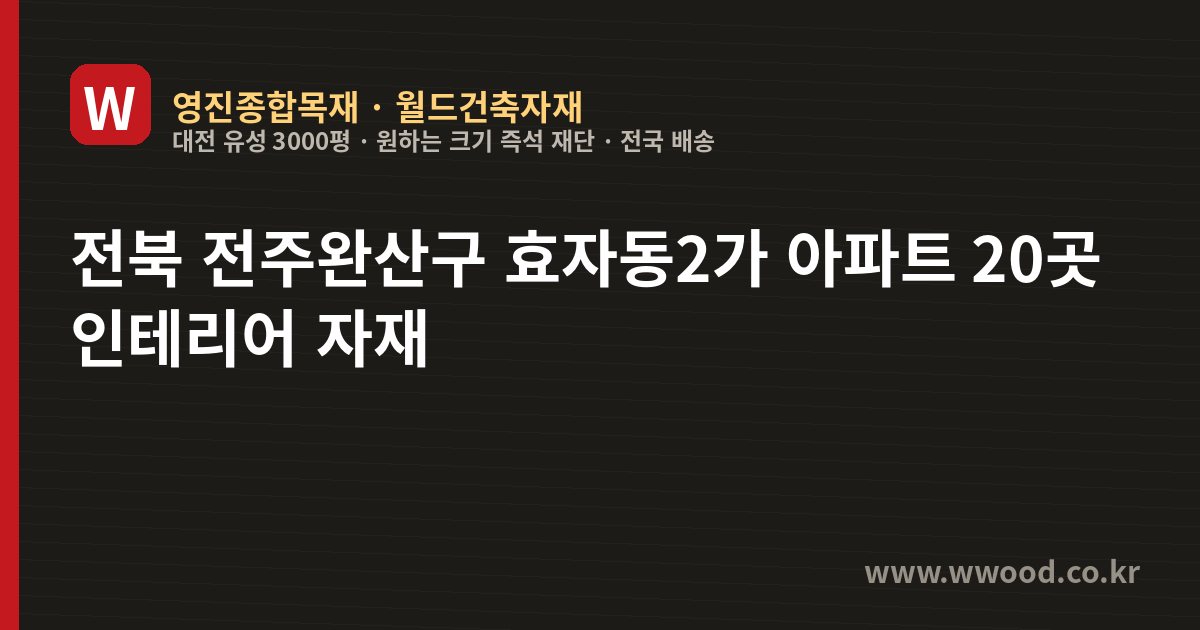 W
영진종합목재 · 월드건축자재
대전 유성 3000평 · 원하는 크기 즉석 재단 · 전국 배송
전북 전주완산구 효자동2가 아파트 20곳
인테리어 자재
www.wwood.co.kr